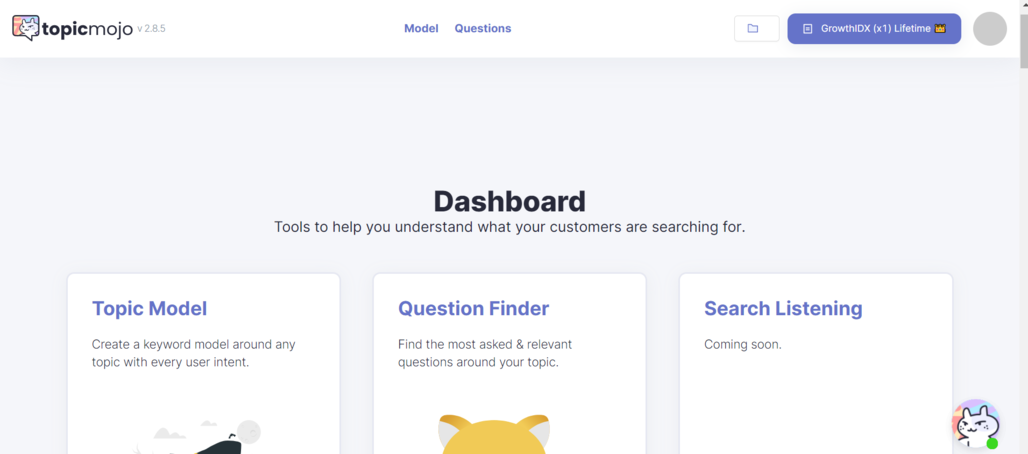 topicmojo v 2.8.5
Model
Questions
GrowthIDX (x1) Lifetime
Dashboard
Tools to help you understand what your customers are searching for.
Topic Model
Create a keyword model around any
topic with every user intent.
Question Finder
Find the most asked & relevant
questions around your topic.
Search Listening
Coming soon.